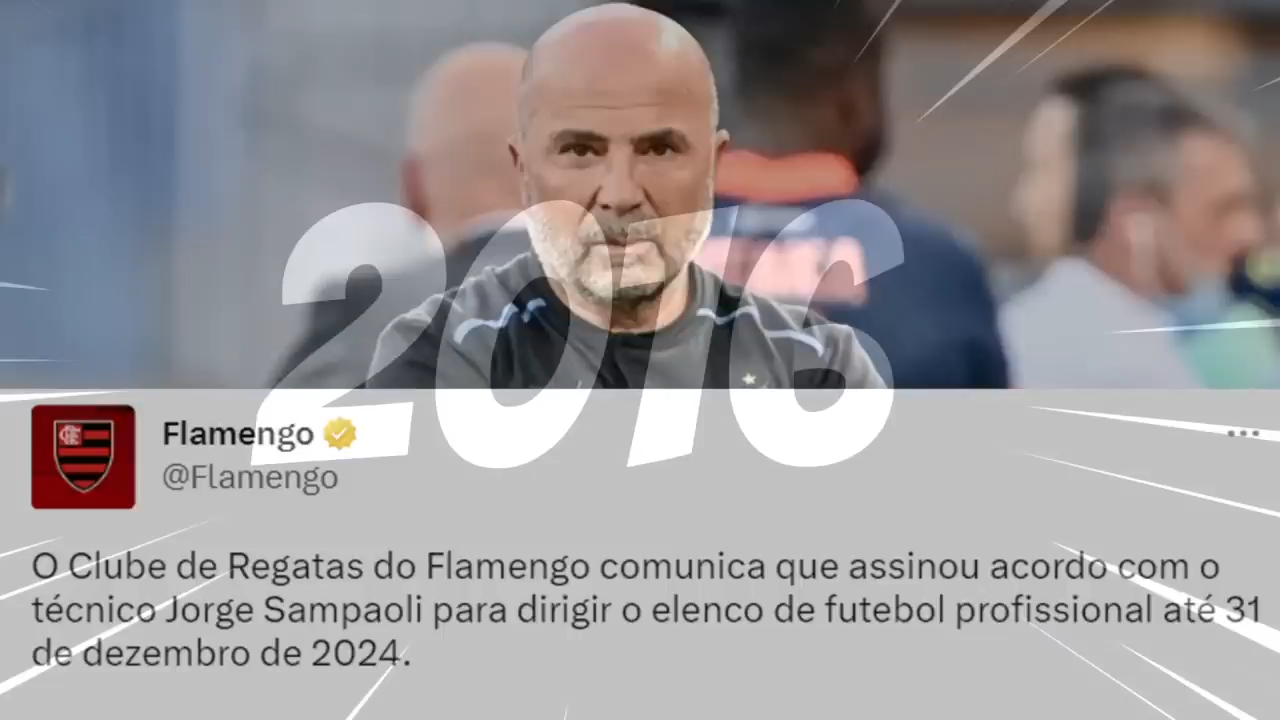 2016
Flamengo
@Flamengo
O Clube de Regatas do Flamengo comunica que assinou acordo com o
técnico Jorge Sampaoli para dirigir o elenco de futebol profissional até 31
de dezembro de 2024.